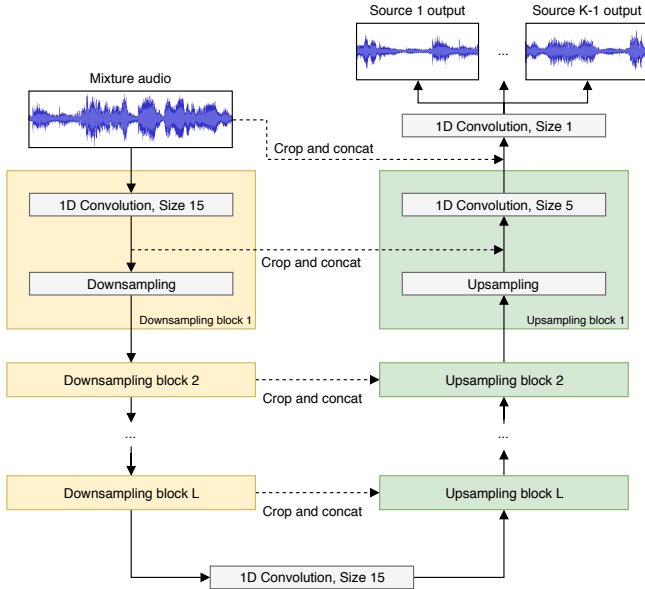 Source 1 output
Source K-1 output
...
Mixture audio
1D Convolution, Size 1
Crop and concat
1D Convolution, Size 15
1D Convolution, Size 5
Crop and concat
Downsampling
Upsampling
Downsampling block 1
Upsampling block 1
Downsampling block 2
Upsampling block 2
Crop and concat
...
...
Downsampling block L
Upsampling block L
Crop and concat
1D Convolution, Size 15